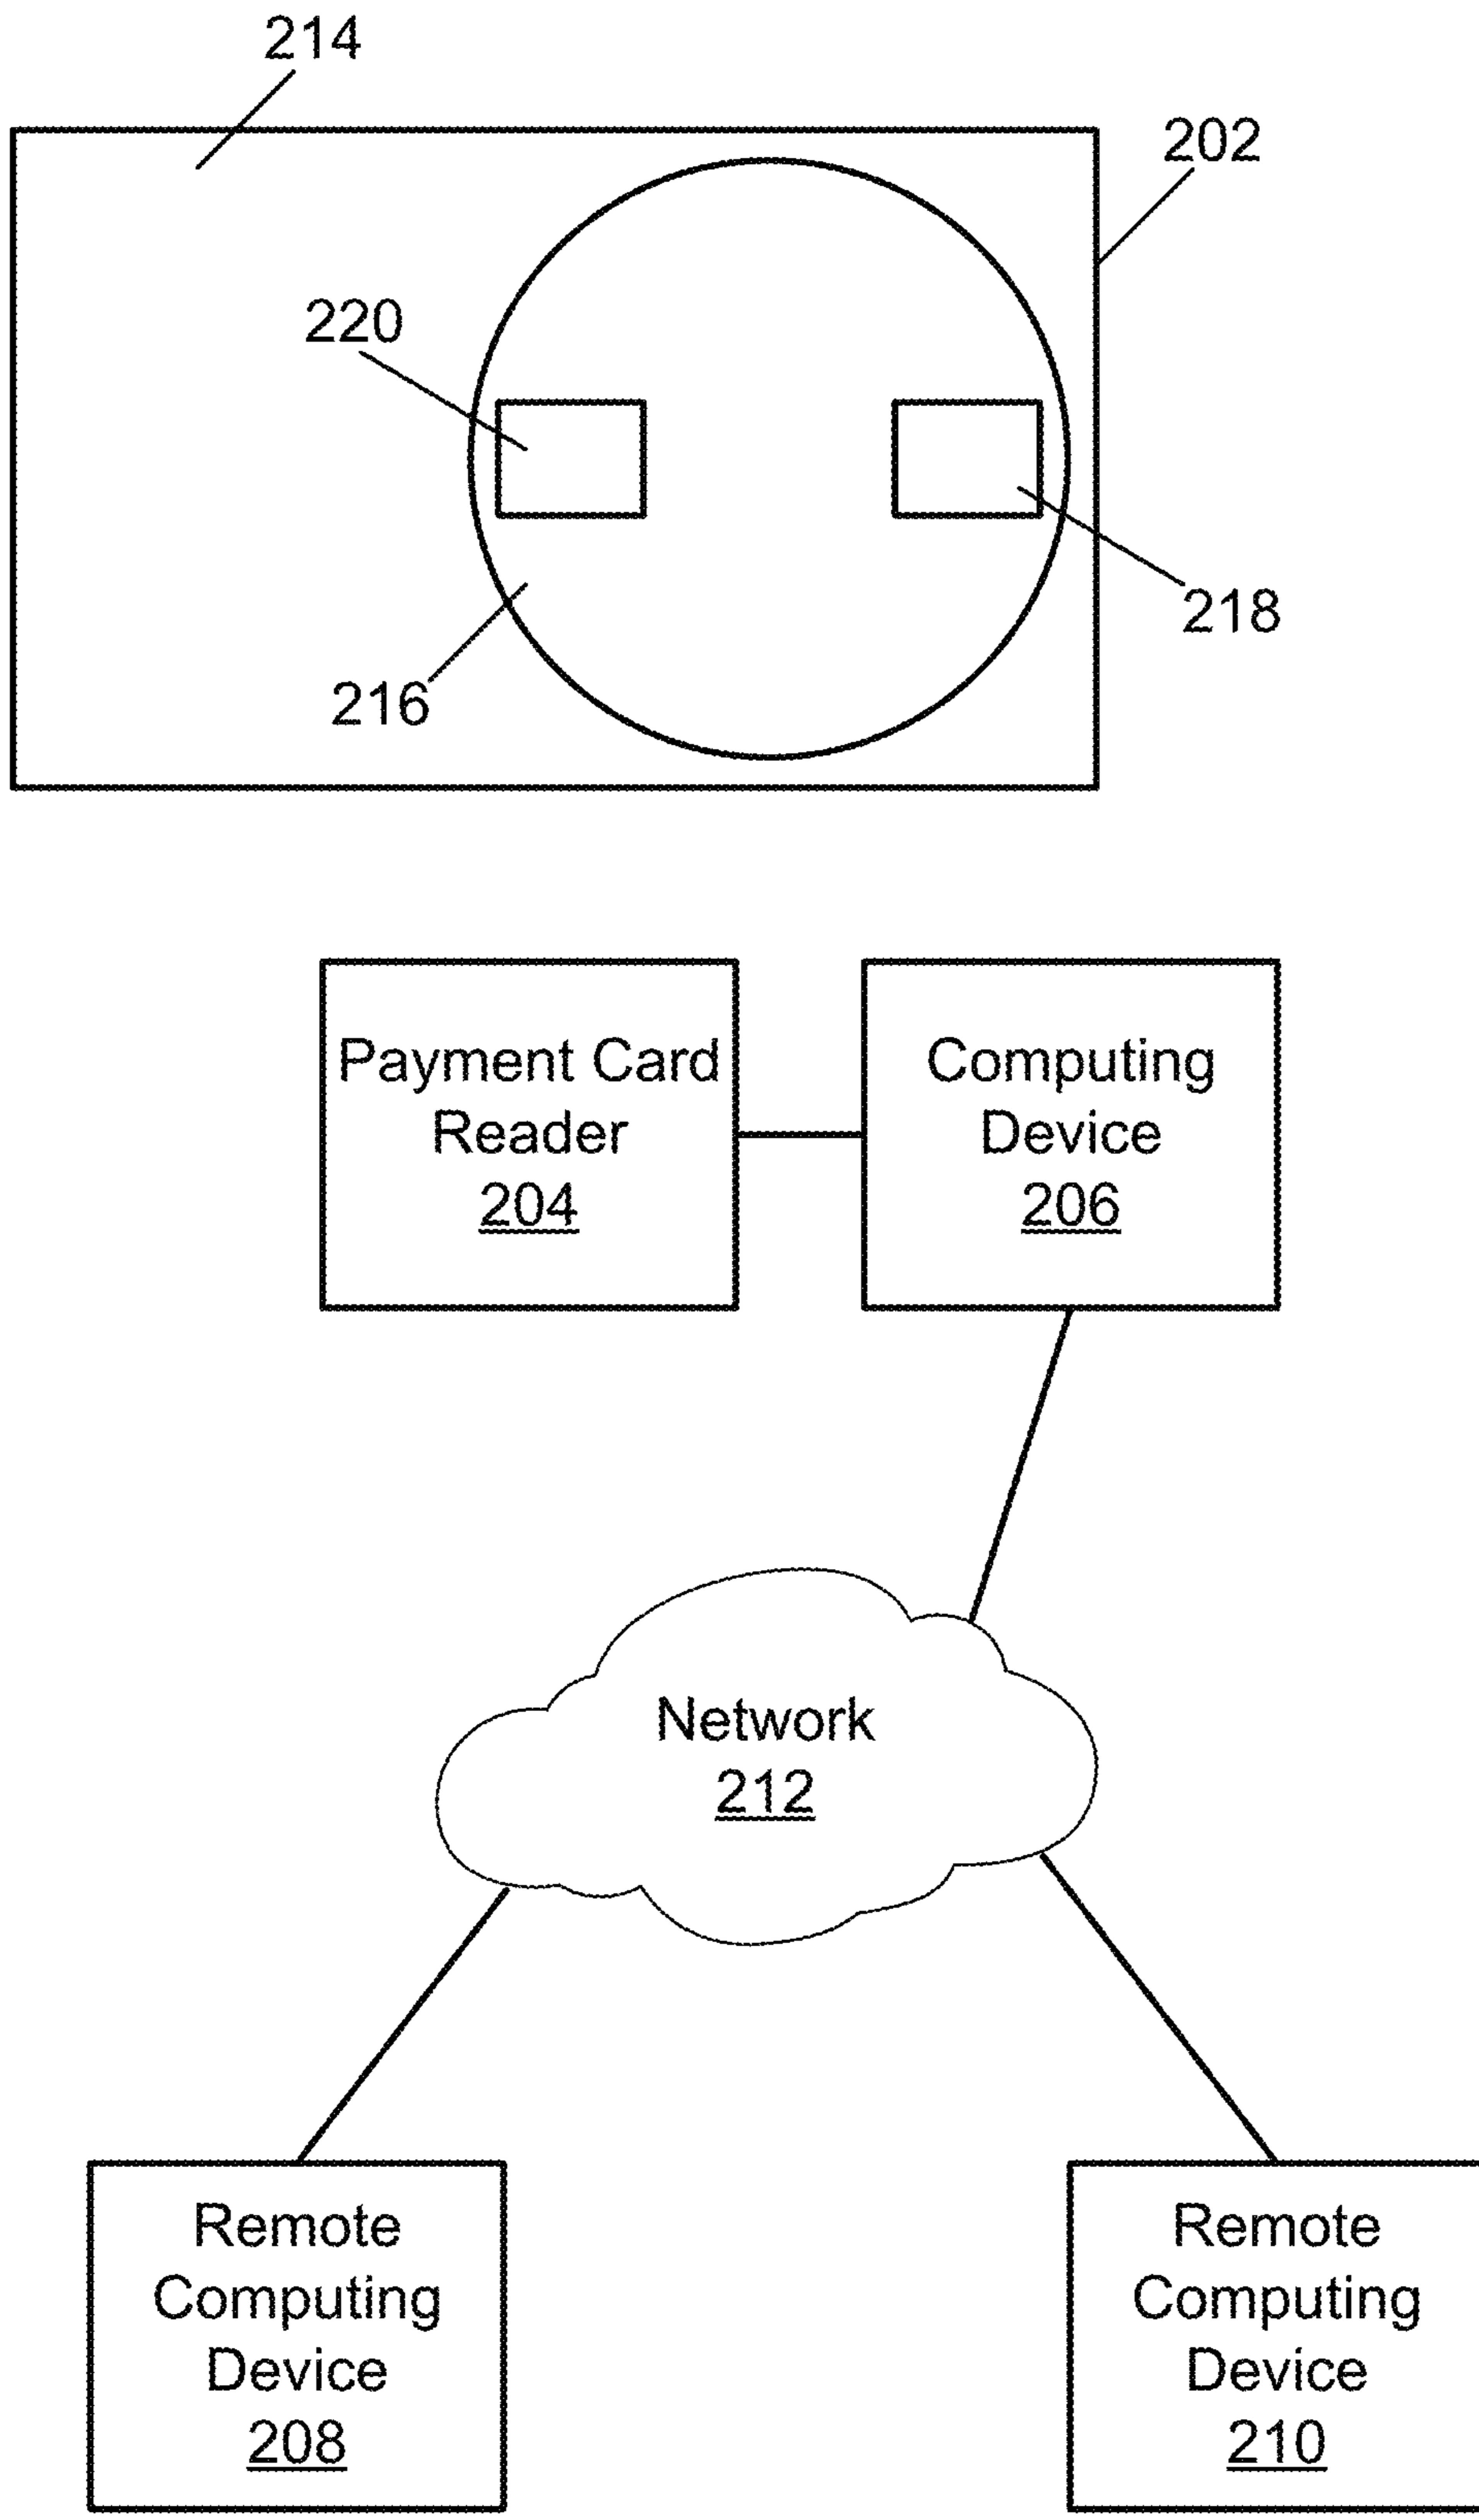 214
202
220
218
216
Payment Card
Reader
204
Computing
Device
206
Network
212
Remote
Computing
Device
208
Remote
Computing
Device
210